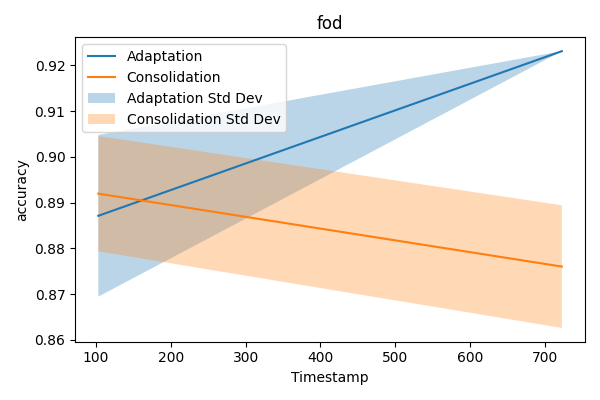 fod
Adaptation
Consolidation
Adaptation Std Dev
Consolidation Std Dev
0.92
0.91
0.90
0.89
0.88
0.87
0.86
accuracy
100
200
300
400
500
600
700
Timestamp